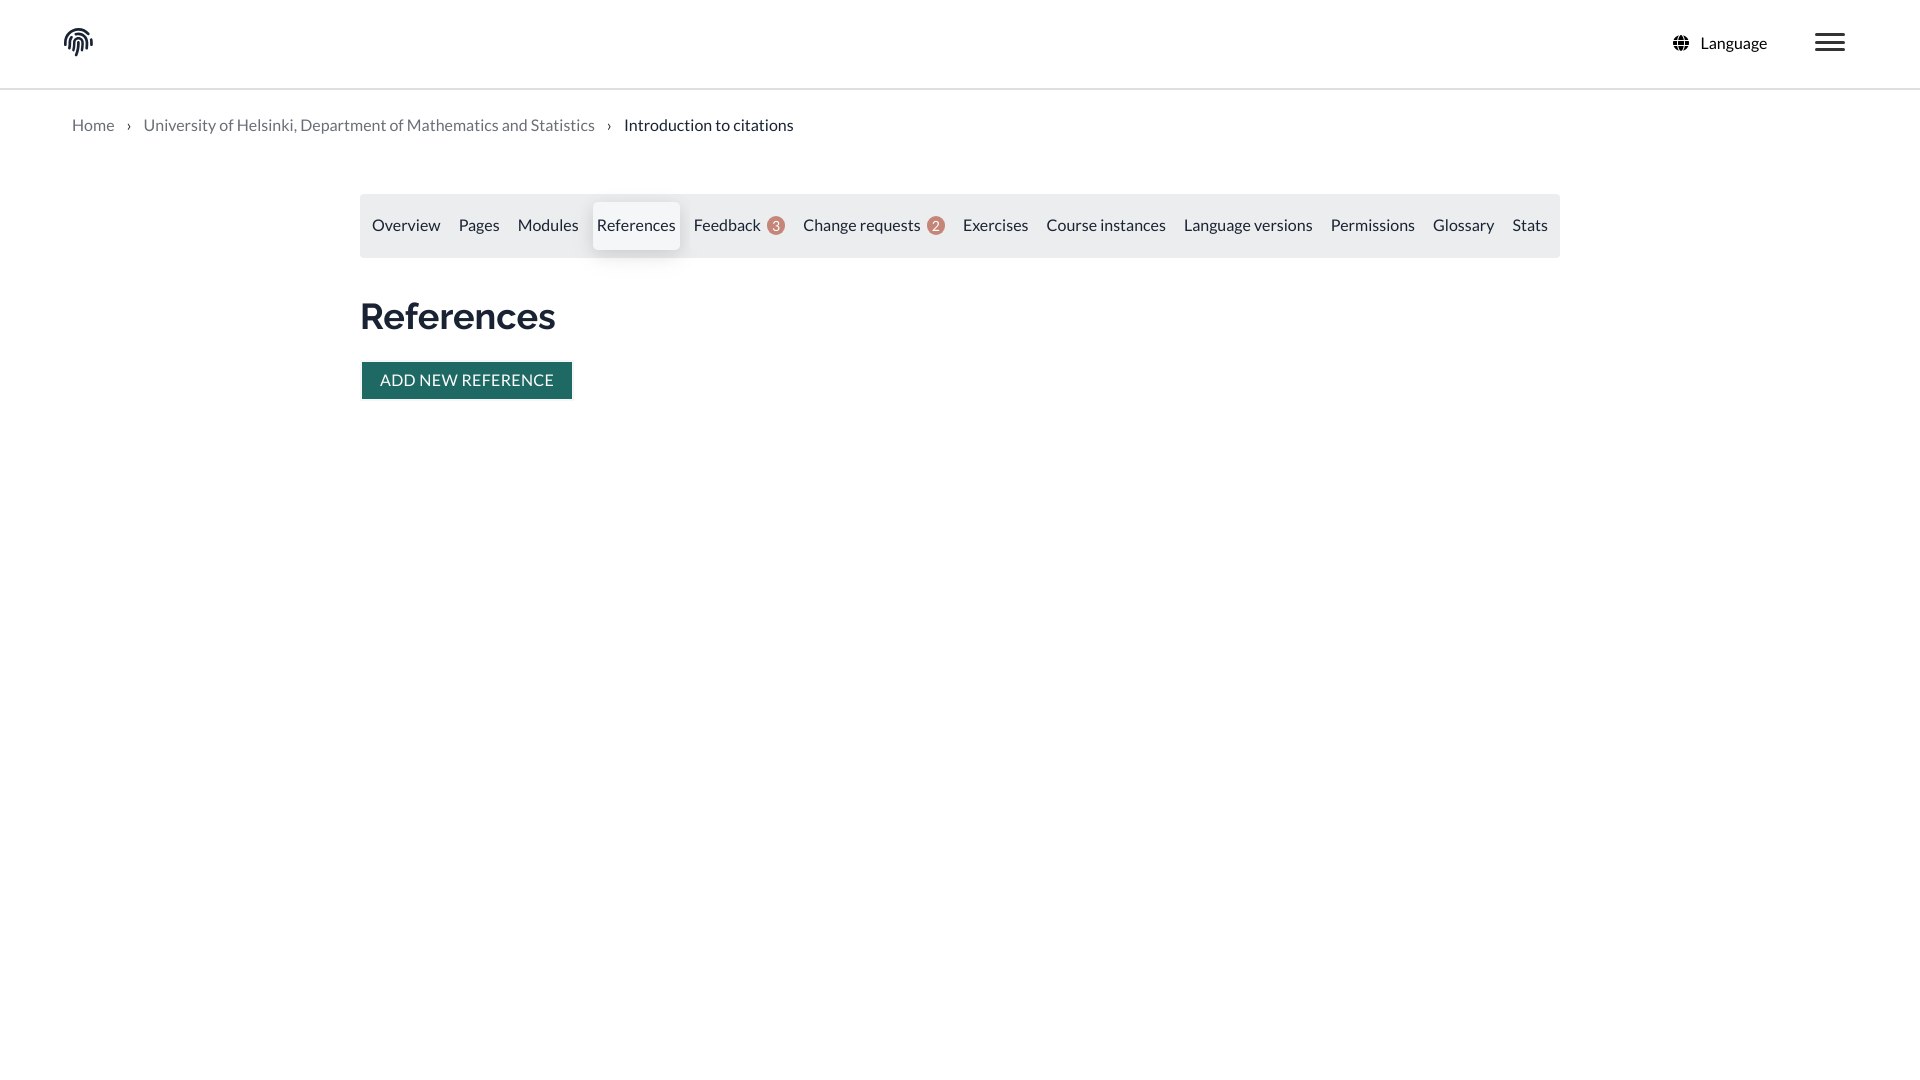 Language
Home › University of Helsinki, Department of Mathematics and Statistics › Introduction to citations
Overview Pages Modules References Feedback 3 Change requests 2 Exercises Course instances Language versions Permissions Glossary Stats
References
ADD NEW REFERENCE